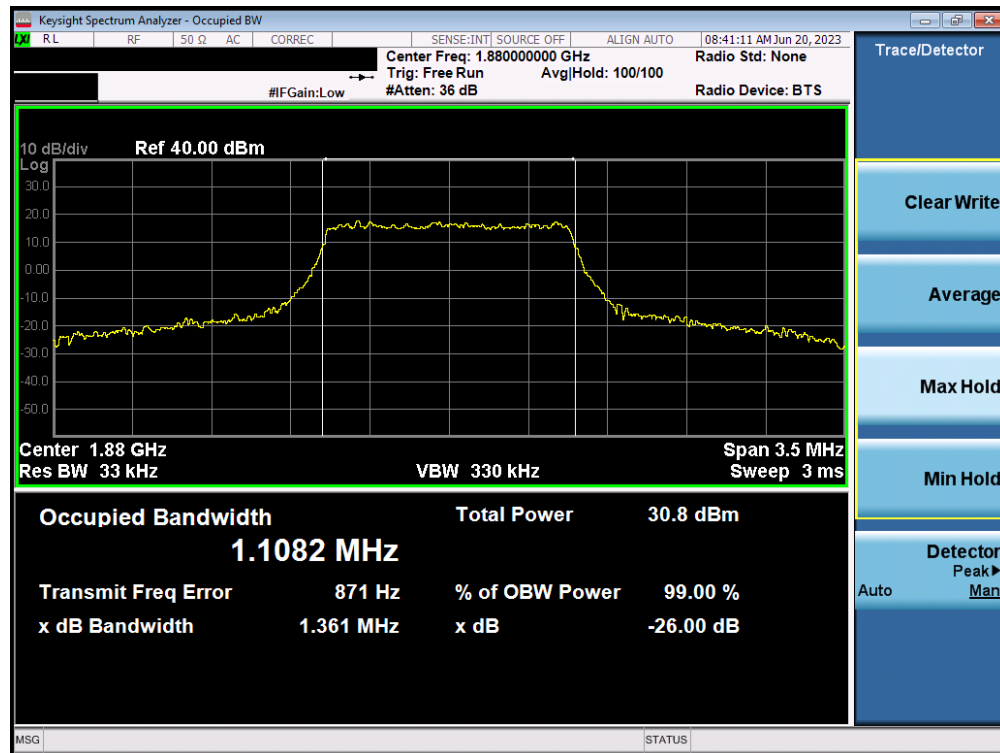 Keysight Spectrum Analyzer - Occupied BW
LXI RL RF 50 Ω AC CORREC SENSE:INT SOURCE OFF ALIGN AUTO 08:41:11 AM Jun 20, 2023
Center Freq: 1.880000000 GHz Radio Std: None
Trig: Free Run Avg|Hold: 100/100
#IFGain:Low #Atten: 36 dB Radio Device: BTS
10 dB/div Ref 40.00 dBm
Log
30.0
20.0
10.0
0.00
-10.0
-20.0
-30.0
-40.0
-50.0
Center 1.88 GHz Span 3.5 MHz
Res BW 33 kHz VBW 330 kHz Sweep 3 ms
Occupied Bandwidth Total Power 30.8 dBm
1.1082 MHz
Transmit Freq Error 871 Hz % of OBW Power 99.00 %
x dB Bandwidth 1.361 MHz x dB -26.00 dB
MSG STATUS
Trace/Detector
Clear Write
Average
Max Hold
Min Hold
Detector
Peak
Auto Man